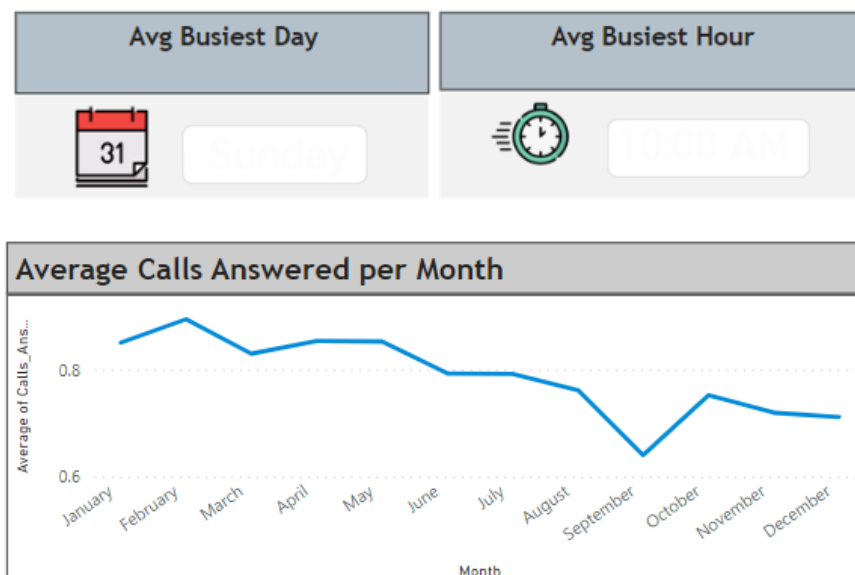 Avg Busiest Day
Avg Busiest Hour
31
Sunday
10:00 AM
Average Calls Answered per Month
Average of Calls_Ans...
0.8
0.6
January
February
March
April
May
June
July
August
September
October
November
December
Month